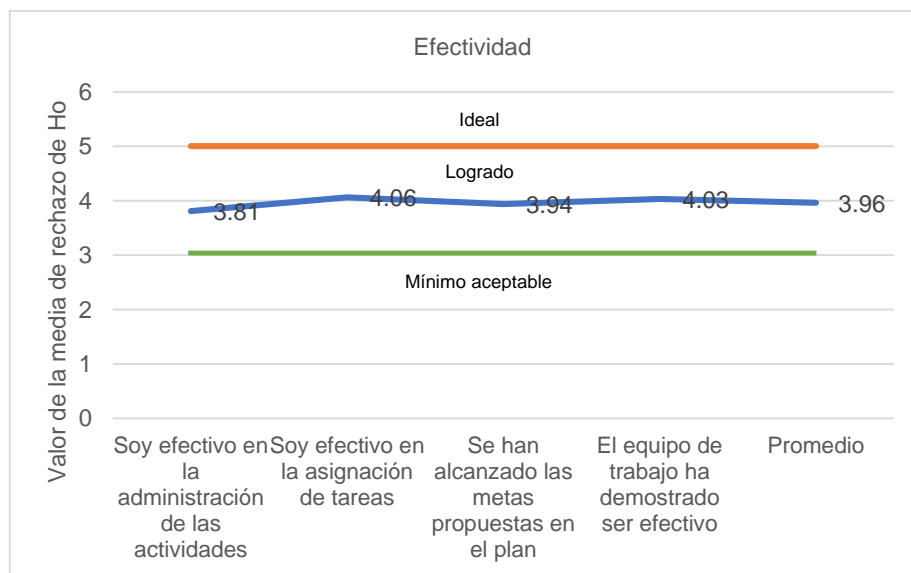 Efectividad
Valor de la media de rechazo de Ho
6
5
4
3
2
1
0
Ideal
Logrado
3.81
4.06
3.94
4.03
3.96
Mínimo aceptable
Soy efectivo en
la
administración
de las
actividades
Soy efectivo en
la asignación
de tareas
Se han
alcanzado las
metas
propuestas en
el plan
El equipo de
trabajo ha
demostrado
ser efectivo
Promedio